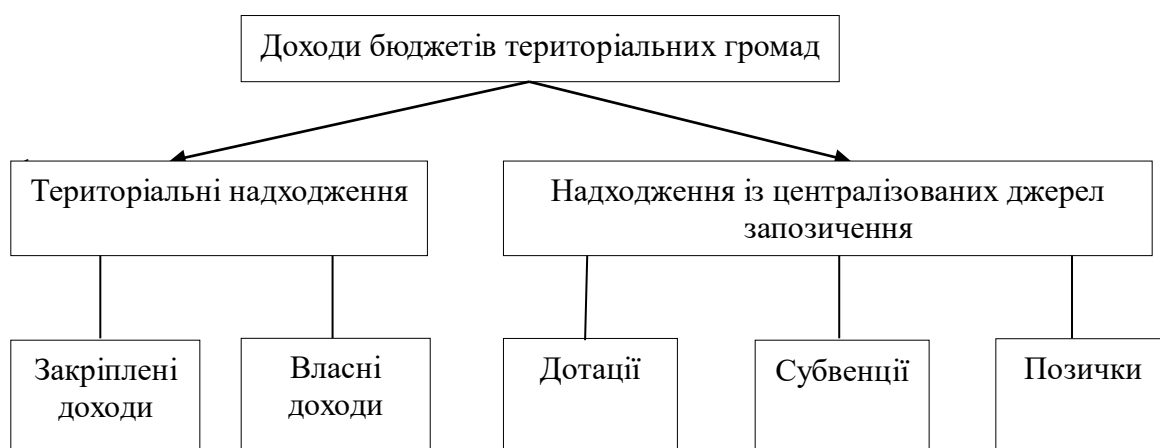 Доходи бюджетів територіальних громад
Територіальні надходження
Надходження із централізованих джерел
запозичення
Закріплені
доходи
Власні
доходи
Дотації
Субвенції
Позички